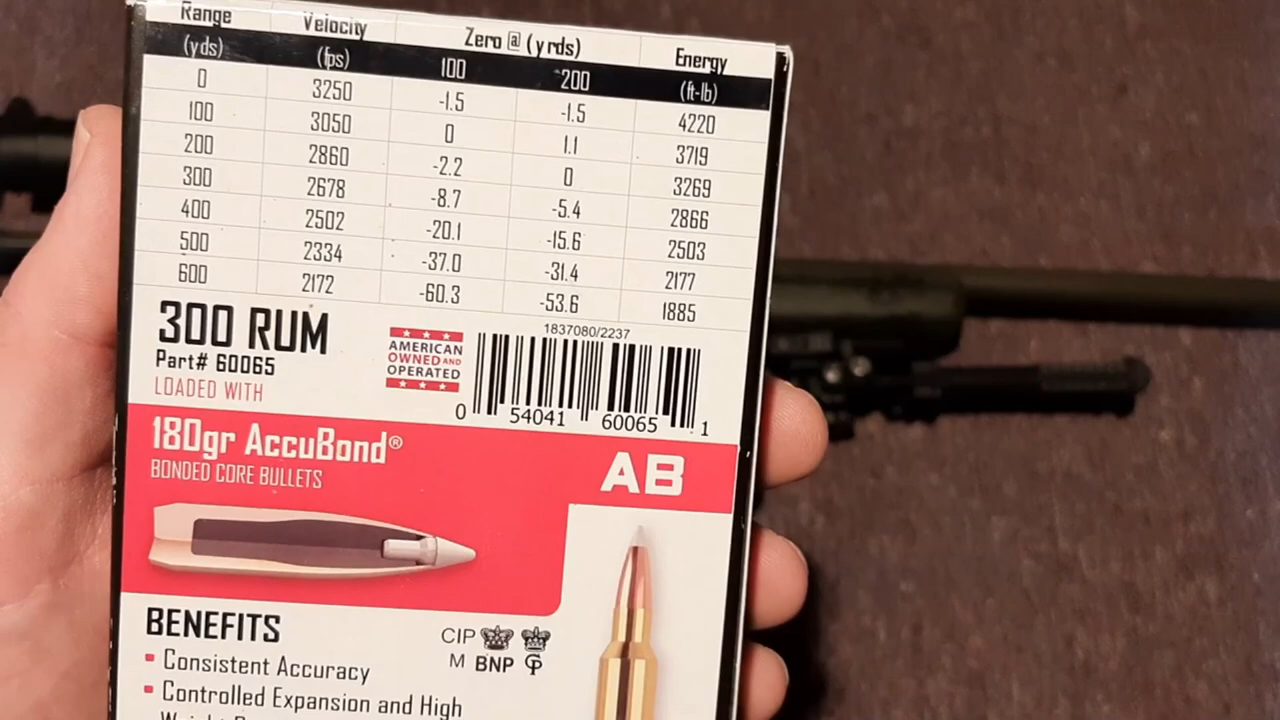 Range Velocity Zero @ (yrds) Energy
(yds) (fps) 100 200 (ft-lb)
0 3250 -1.5 -1.5 4220
100 3050 0 1.1 3719
200 2860 -2.2 0 3269
300 2678 -8.7 -5.4 2866
400 2502 -20.1 -15.6 2503
500 2334 -37.0 -31.4 2177
600 2172 -60.3 -53.6 1885
300 RUM
Part# 60065
LOADED WITH
AMERICAN
OWNED AND
OPERATED
1837080/2237
0 54041 60065 1
180gr AccuBond®
BONDED CORE BULLETS
AB
BENEFITS
Consistent Accuracy
Controlled Expansion and High
CIP
M BNP